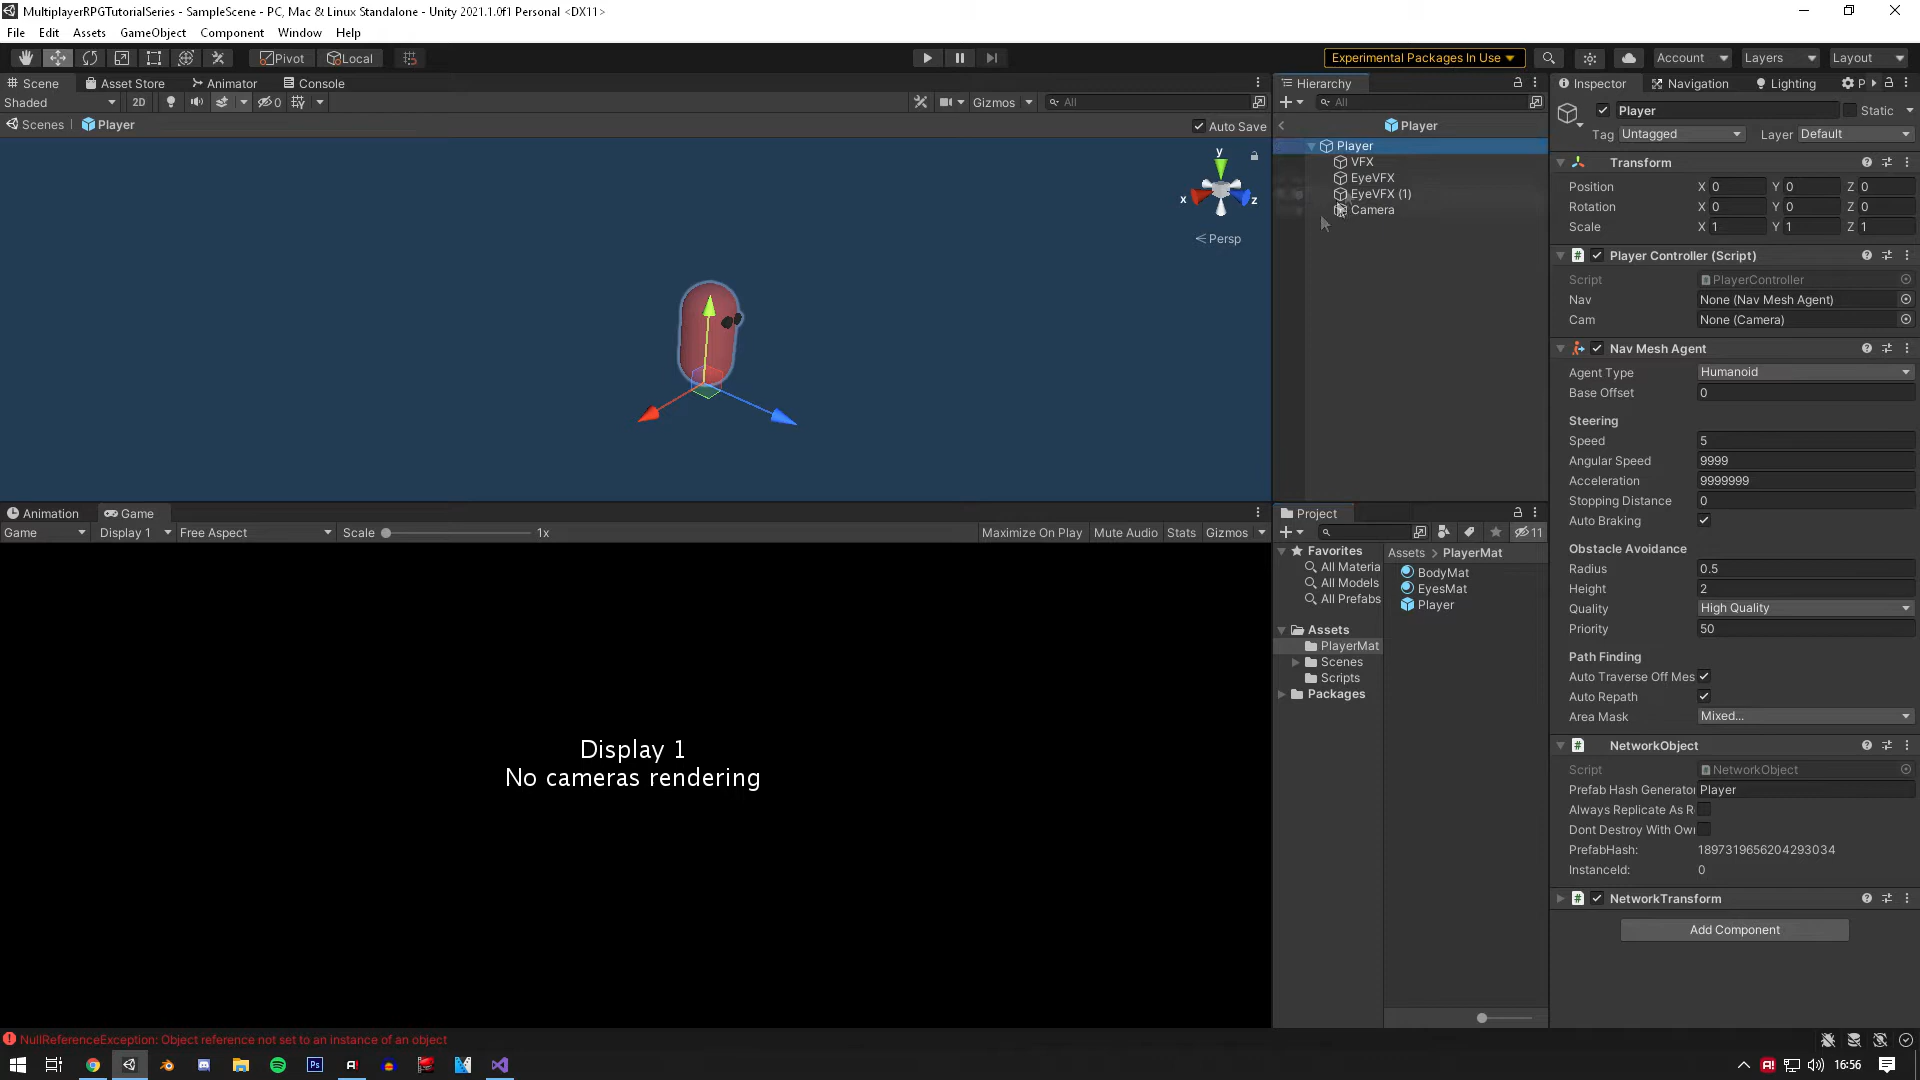 MultiplayerRPGTutorialSeries - SampleScene - PC, Mac & Linux Standalone - Unity 2021.1.0f1 Personal <DX11>
File Edit Assets GameObject Component Window Help
Pivot Local Experimental Packages In Use Account Layers Layout
Scene Asset Store Animator Console
Shaded 2D 0 Gizmos All
Scenes Player Auto Save
y
x z
Persp
Hierarchy
All
Player
Player
VFX
EyeVFX
EyeVFX (1)
Camera
Inspector Navigation Lighting P
Player Static
Tag Untagged Layer Default
Transform
Position X 0 Y 0 Z 0
Rotation X 0 Y 0 Z 0
Scale X 1 Y 1 Z 1
Player Controller (Script)
Script PlayerController
Nav None (Nav Mesh Agent)
Cam None (Camera)
Nav Mesh Agent
Agent Type Humanoid
Base Offset 0
Steering
Speed 5
Angular Speed 9999
Acceleration 9999999
Stopping Distance 0
Auto Braking
Obstacle Avoidance
Radius 0.5
Height 2
Quality High Quality
Priority 50
Path Finding
Auto Traverse Off Mes
Auto Repath
Area Mask Mixed...
NetworkObject
Script NetworkObject
Prefab Hash Generator Player
Always Replicate As R
Dont Destroy With Ow
PrefabHash: 1897319656204293034
InstanceId: 0
NetworkTransform
Add Component
Animation Game
Game Display 1 Free Aspect Scale 1x Maximize On Play Mute Audio Stats Gizmos
Display 1
No cameras rendering
Project
11
Favorites
All Materia
All Models
All Prefabs
Assets
PlayerMat
Scenes
Scripts
Packages
Assets > PlayerMat
BodyMat
EyesMat
Player
NullReferenceException: Object reference not set to an instance of an object
Ps A! A! 16:56